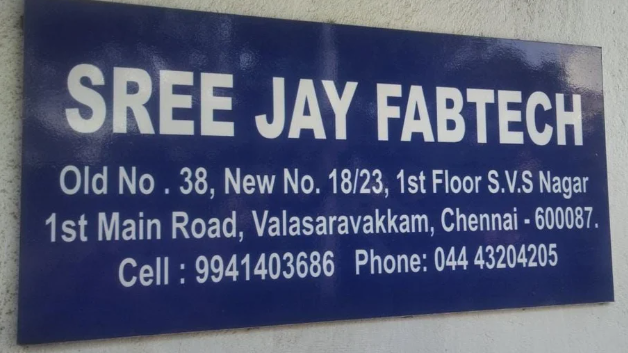 SREE JAY FABTECH
Old No . 38, New No. 18/23, 1st Floor S.V.S Nagar
1st Main Road, Valasaravakkam, Chennai - 600087.
Cell : 9941403686 Phone: 044 43204205